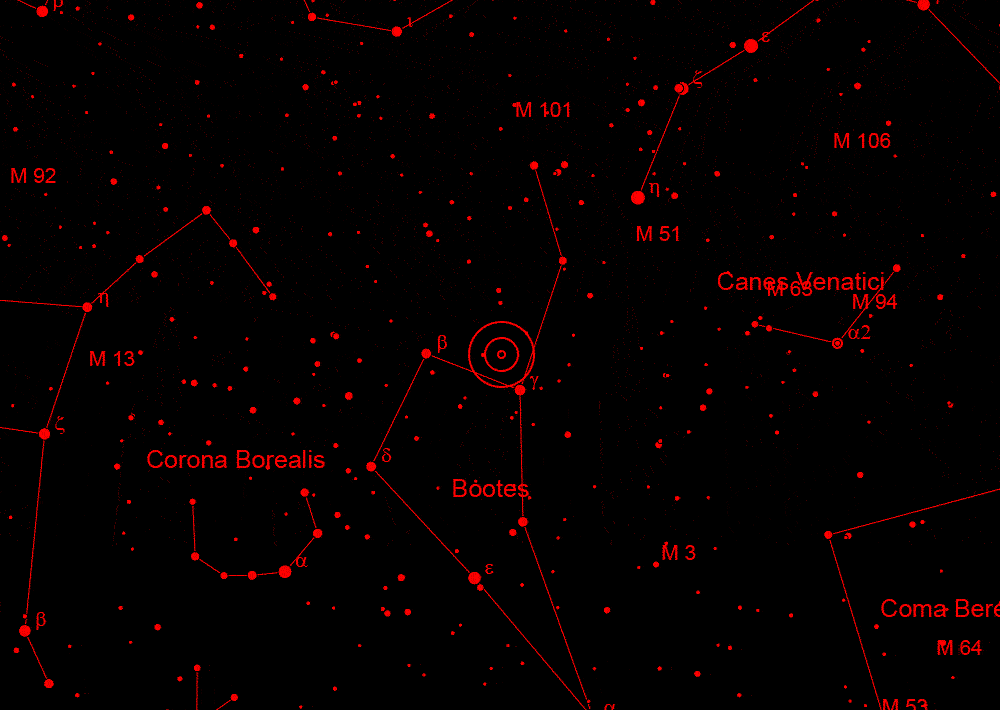 β
ι
ε
ζ
M 101
M 106
M 92
η
M 51
Canes Venatici
M 63
M 94
η
α2
β
M 13
γ
ζ
δ
Corona Borealis
Bootes
M 3
α
ε
Coma Bere
β
M 64
M 53
α